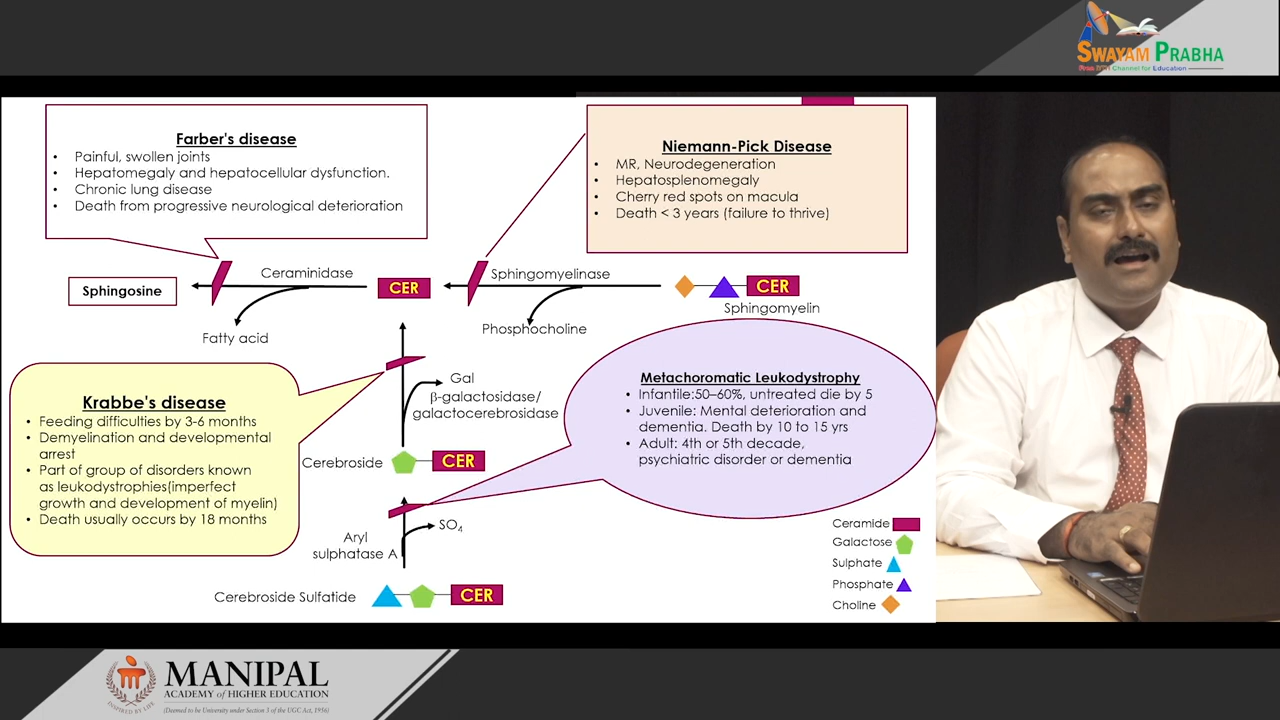 SWAYAM PRABHA
Free DTH Channel for Education
Farber's disease
• Painful, swollen joints
• Hepatomegaly and hepatocellular dysfunction.
• Chronic lung disease
• Death from progressive neurological deterioration
Niemann-Pick Disease
• MR, Neurodegeneration
• Hepatosplenomegaly
• Cherry red spots on macula
• Death < 3 years (failure to thrive)
Sphingosine
Ceraminidase
Fatty acid
CER
Sphingomyelinase
Phosphocholine
CER
Sphingomyelin
Krabbe's disease
• Feeding difficulties by 3-6 months
• Demyelination and developmental
arrest
• Part of group of disorders known
as leukodystrophies(imperfect
growth and development of myelin)
• Death usually occurs by 18 months
Gal
β-galactosidase/
galactocerebrosidase
Cerebroside
CER
Metachoromatic Leukodystrophy
• Infantile:50–60%, untreated die by 5
• Juvenile: Mental deterioration and
dementia. Death by 10 to 15 yrs
• Adult: 4th or 5th decade,
psychiatric disorder or dementia
SO₄
Aryl
sulphatase A
Cerebroside Sulfatide
CER
Ceramide
Galactose
Sulphate
Phosphate
Choline
INSPIRED BY LIFE
MANIPAL
ACADEMY of HIGHER EDUCATION
(Deemed to be University under Section 3 of the UGC Act, 1956)